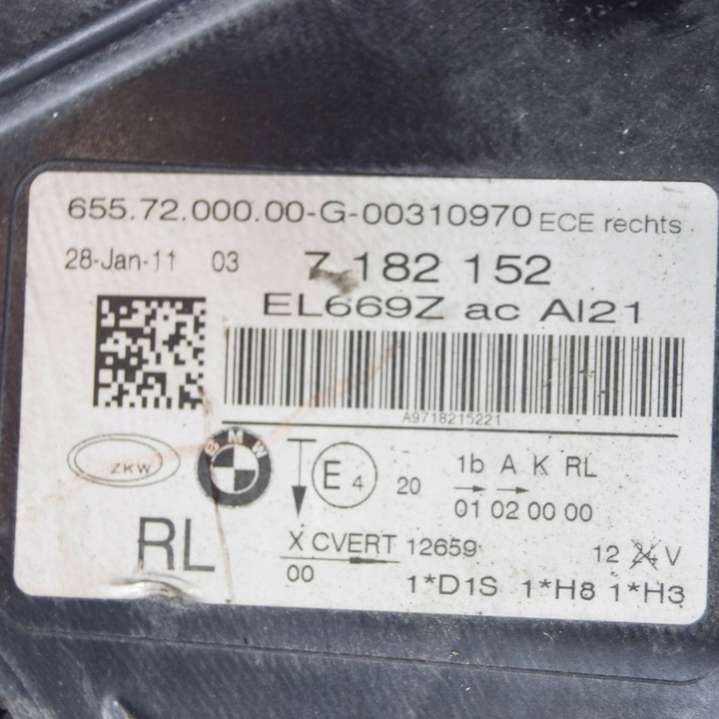 655.72.000.00-G-00310970 ECE rechts
28-Jan-11 03 7 182 152
EL669Z ac AI21
A9718215221
ZKW BMW E4 20 1b A K RL
01 02 00 00
RL X CVERT 12659 12 24 V
00 1*D1S 1*H8 1*H3